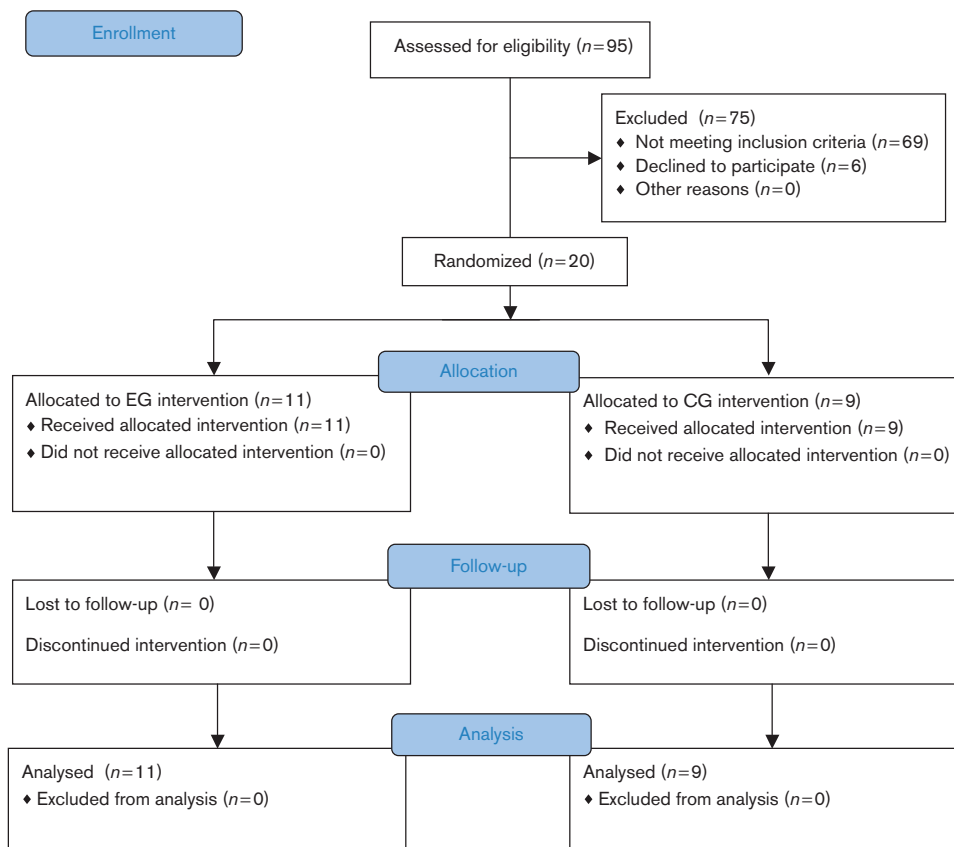 Enrollment
Assessed for eligibility (n=95)
Excluded (n=75)
♦ Not meeting inclusion criteria (n=69)
♦ Declined to participate (n=6)
♦ Other reasons (n=0)
Randomized (n=20)
Allocation
Allocated to EG intervention (n=11)
♦ Received allocated intervention (n=11)
♦ Did not receive allocated intervention (n=0)
Allocated to CG intervention (n=9)
♦ Received allocated intervention (n=9)
♦ Did not receive allocated intervention (n=0)
Follow-up
Lost to follow-up (n= 0)
Discontinued intervention (n=0)
Lost to follow-up (n=0)
Discontinued intervention (n=0)
Analysis
Analysed (n=11)
♦ Excluded from analysis (n=0)
Analysed (n=9)
♦ Excluded from analysis (n=0)